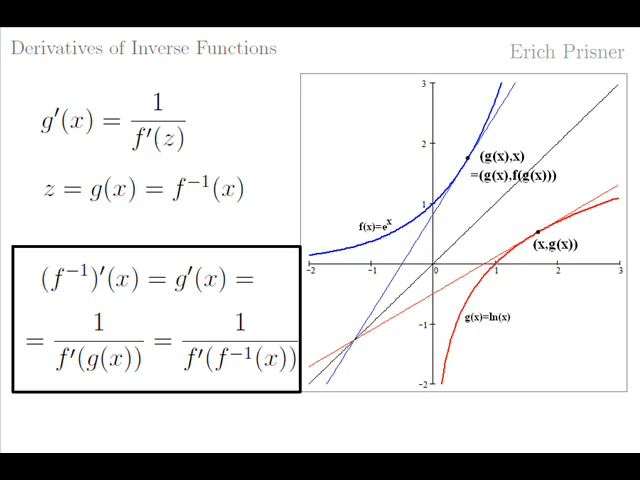 Derivatives of Inverse Functions
Erich Prisner
g′(x) = 1 / f′(z)
z = g(x) = f⁻¹(x)
(f⁻¹)′(x) = g′(x) =
= 1 / f′(g(x)) = 1 / f′(f⁻¹(x))
3
2
(g(x),x)
=(g(x),f(g(x)))
1
f(x)=eˣ
(x,g(x))
-2 -1 0 1 2 3
g(x)=ln(x)
-1
-2